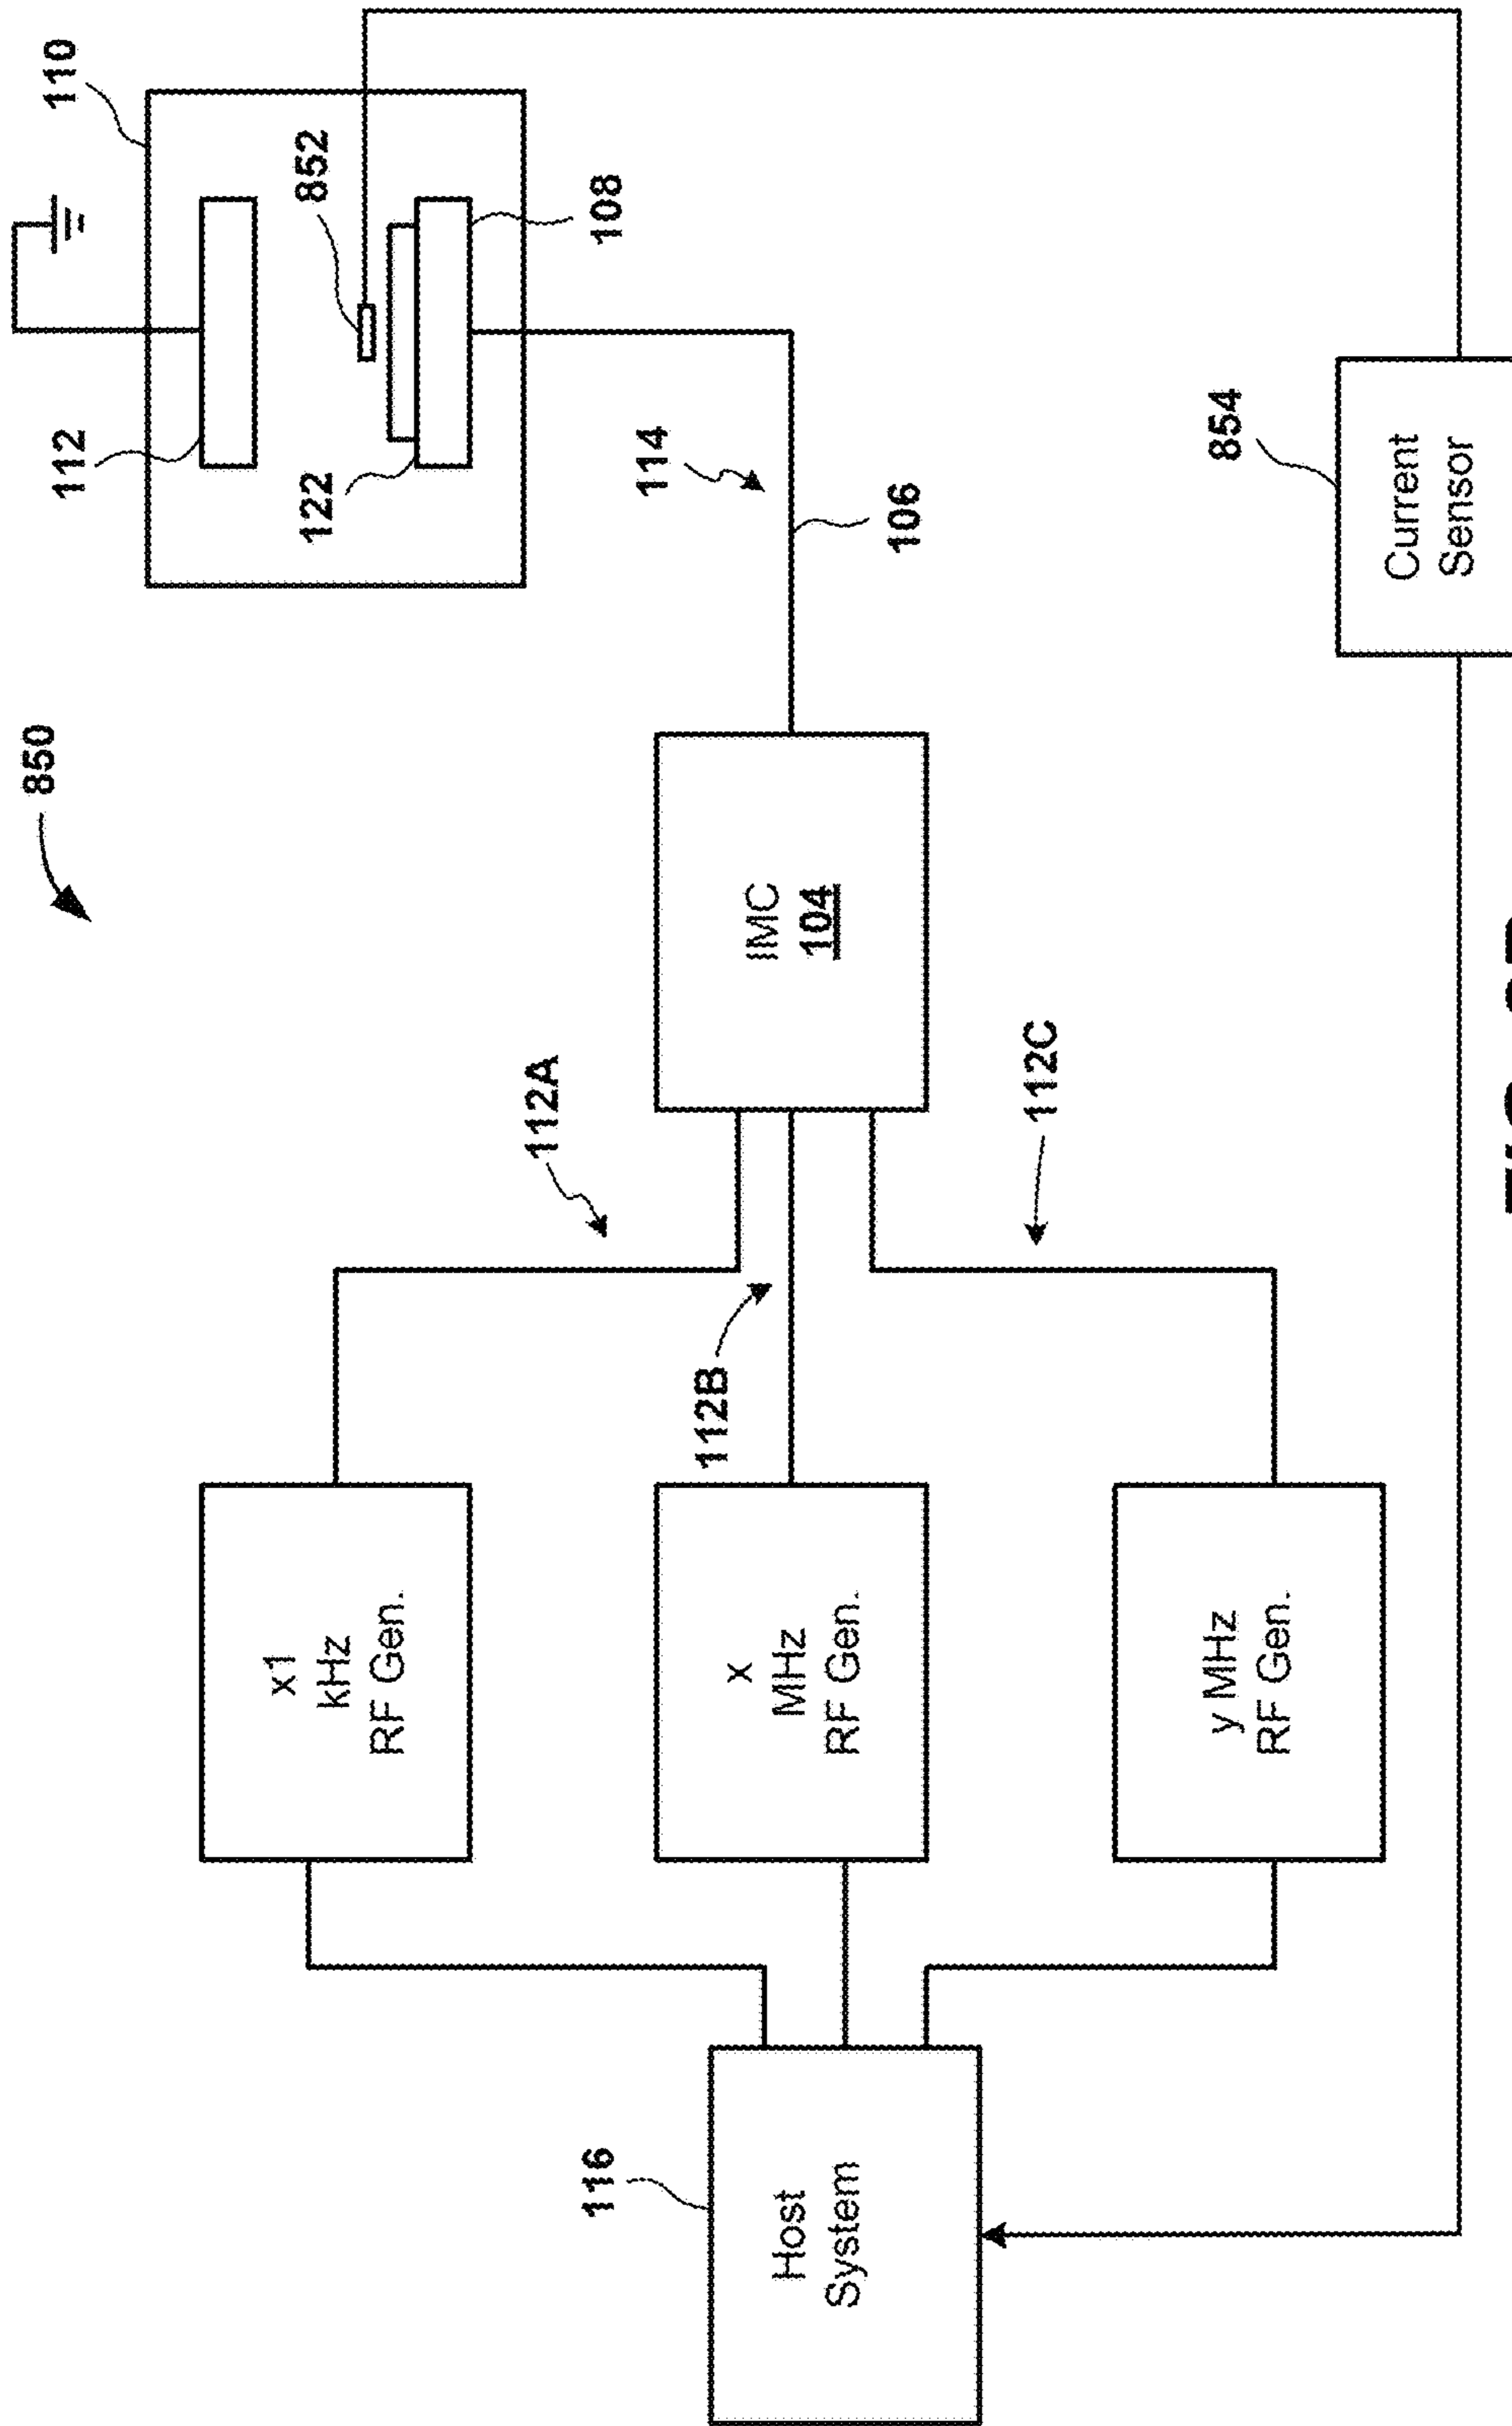 850
110
112
852
122
108
x1
kHz
RF Gen.
112A
114
116
Host
System
x
MHz
RF Gen.
112B
IMC
104
106
112C
y MHz
RF Gen.
854
Current
Sensor